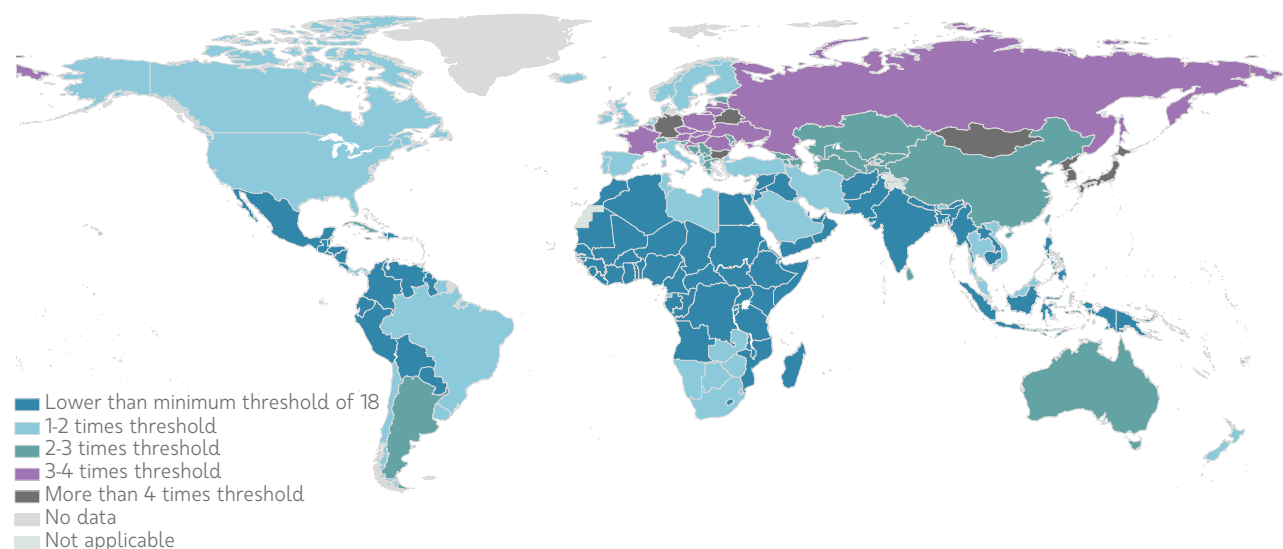 Lower than minimum threshold of 18
1-2 times threshold
2-3 times threshold
3-4 times threshold
More than 4 times threshold
No data
Not applicable